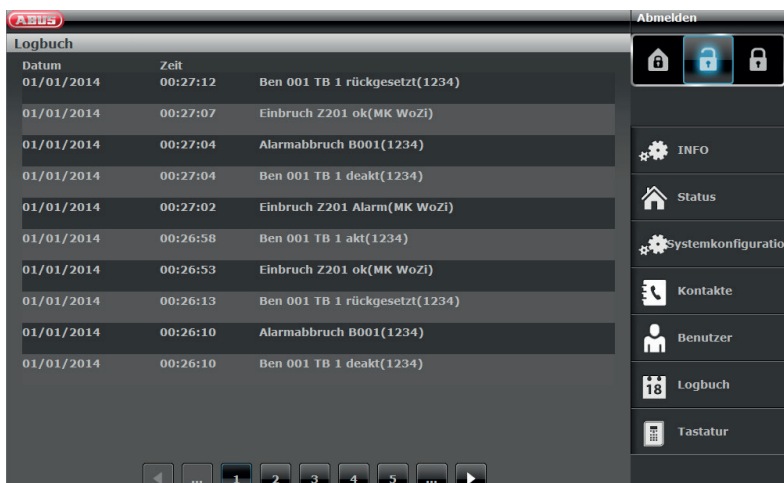 ABUS
Abmelden
Logbuch
Datum Zeit
01/01/2014 00:27:12 Ben 001 TB 1 rückgesetzt(1234)
01/01/2014 00:27:07 Einbruch Z201 ok(MK WoZi)
01/01/2014 00:27:04 Alarmabbruch B001(1234)
01/01/2014 00:27:04 Ben 001 TB 1 deakt(1234)
01/01/2014 00:27:02 Einbruch Z201 Alarm(MK WoZi)
01/01/2014 00:26:58 Ben 001 TB 1 akt(1234)
01/01/2014 00:26:53 Einbruch Z201 ok(MK WoZi)
01/01/2014 00:26:13 Ben 001 TB 1 rückgesetzt(1234)
01/01/2014 00:26:10 Alarmabbruch B001(1234)
01/01/2014 00:26:10 Ben 001 TB 1 deakt(1234)
... 1 2 3 4 5 ...
INFO
Status
Systemkonfiguratio
Kontakte
Benutzer
18 Logbuch
Tastatur